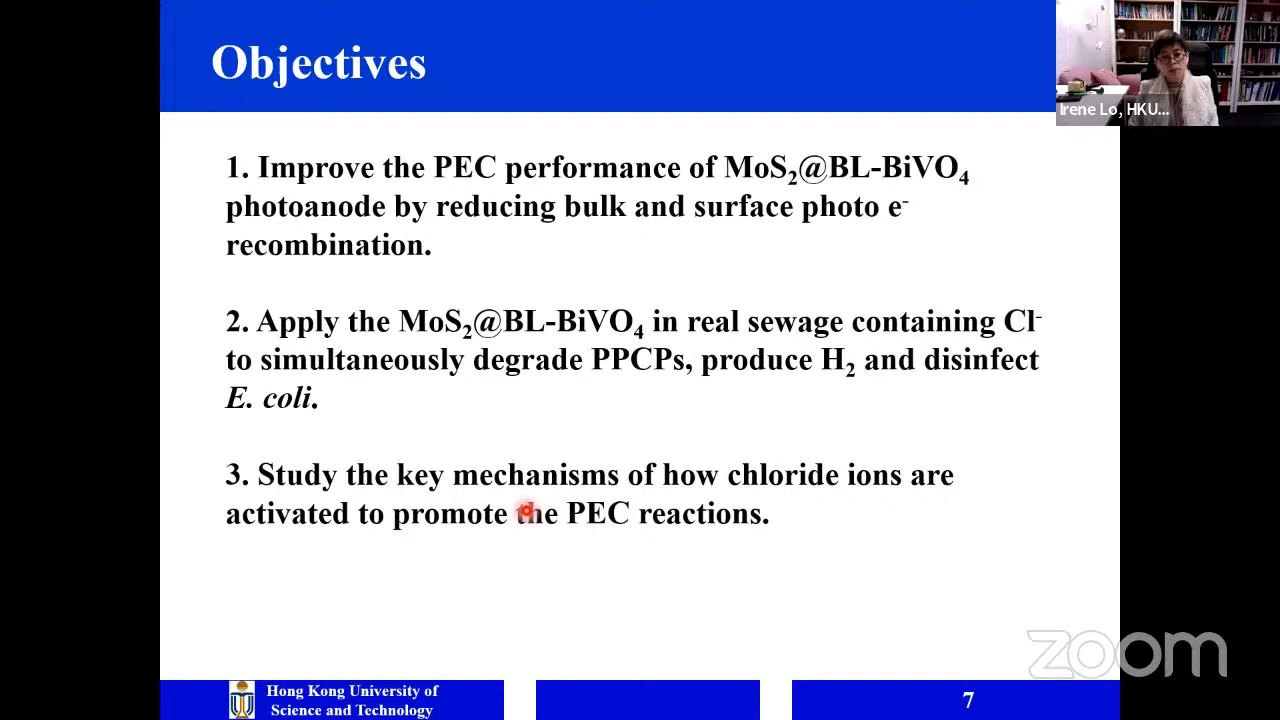 Objectives
Irene Lo, HKU...
1. Improve the PEC performance of MoS₂@BL-BiVO₄
photoanode by reducing bulk and surface photo e⁻
recombination.
2. Apply the MoS₂@BL-BiVO₄ in real sewage containing Cl⁻
to simultaneously degrade PPCPs, produce H₂ and disinfect
E. coli.
3. Study the key mechanisms of how chloride ions are
activated to promote the PEC reactions.
zoom
Hong Kong University of
Science and Technology
7